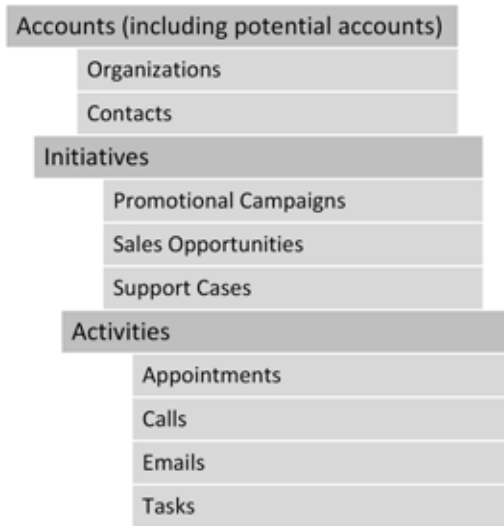 Accounts (including potential accounts)
Organizations
Contacts
Initiatives
Promotional Campaigns
Sales Opportunities
Support Cases
Activities
Appointments
Calls
Emails
Tasks